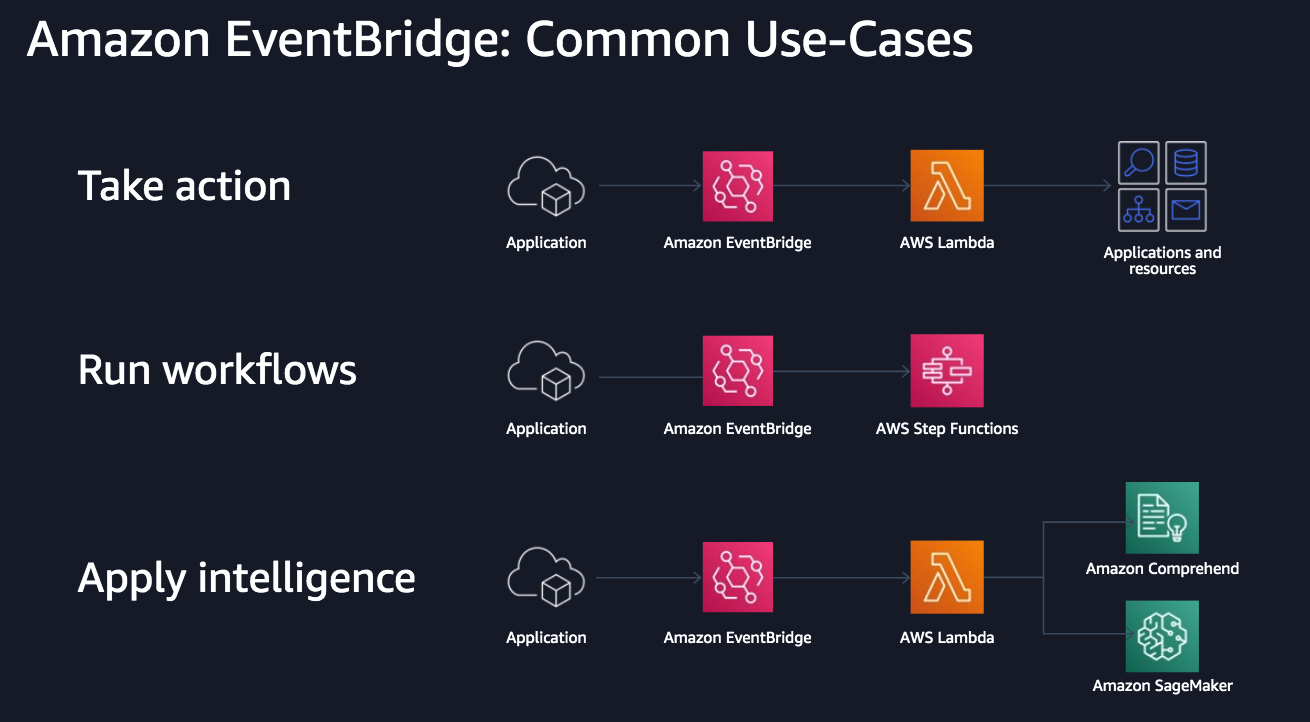 Amazon EventBridge: Common Use-Cases
Take action
Application
Amazon EventBridge
AWS Lambda
Applications and
resources
Run workflows
Application
Amazon EventBridge
AWS Step Functions
Apply intelligence
Application
Amazon EventBridge
AWS Lambda
Amazon Comprehend
Amazon SageMaker